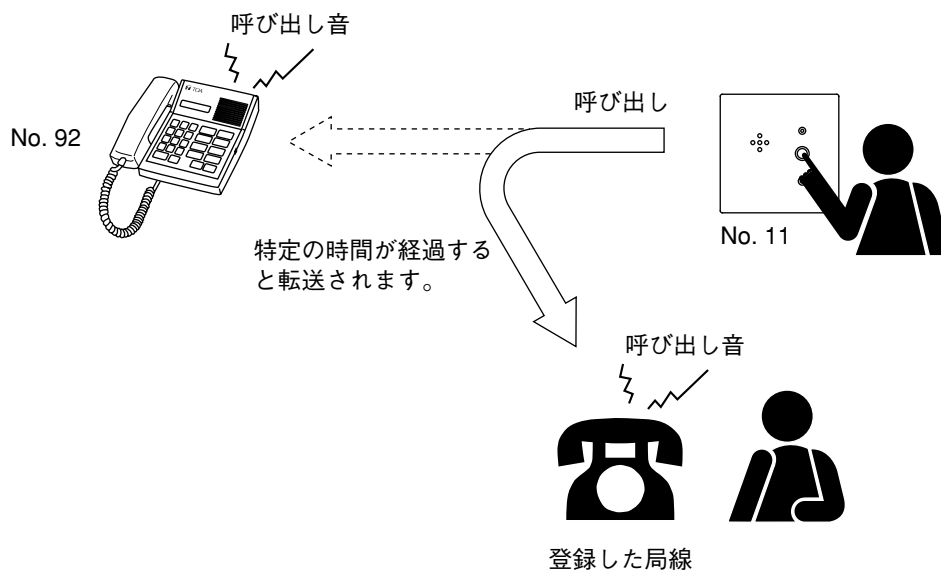 呼び出し音
TOA
呼び出し
No. 92
No. 11
特定の時間が経過する
と転送されます。
呼び出し音
登録した局線